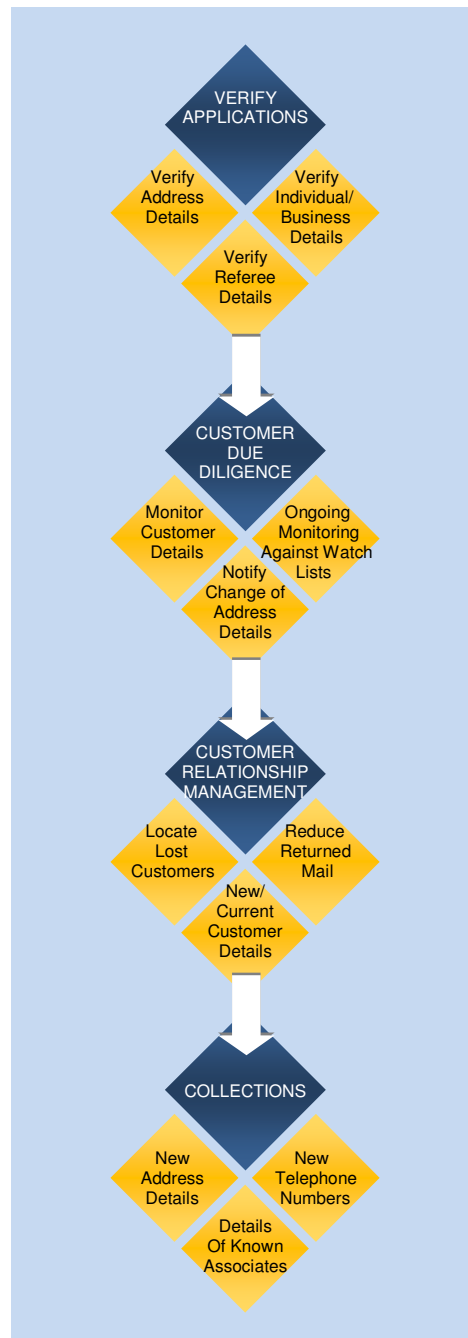 VERIFY
APPLICATIONS
Verify
Address
Details
Verify
Individual/
Business
Details
Verify
Referee
Details
CUSTOMER
DUE
DILIGENCE
Monitor
Customer
Details
Ongoing
Monitoring
Against Watch
Lists
Notify
Change of
Address
Details
CUSTOMER
RELATIONSHIP
MANAGEMENT
Locate
Lost
Customers
Reduce
Returned
Mail
New/
Current
Customer
Details
COLLECTIONS
New
Address
Details
New
Telephone
Numbers
Details
Of Known
Associates